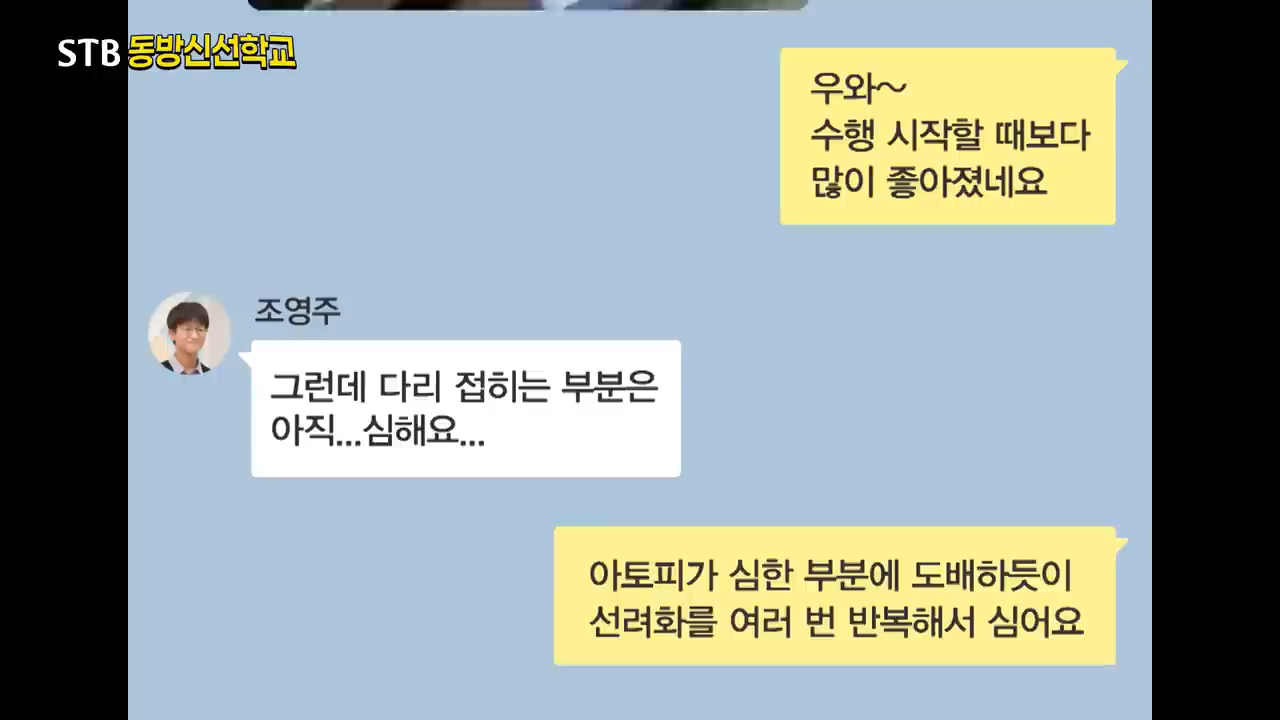 STB 동방신선학교
우와~
수행 시작할 때보다
많이 좋아졌네요
조영주
그런데 다리 접히는 부분은
아직...심해요...
아토피가 심한 부분에 도배하듯이
선려화를 여러 번 반복해서 심어요